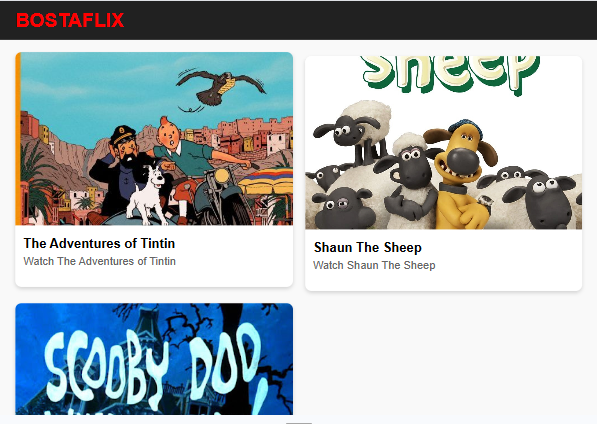 BOSTAFLIX
The Adventures of Tintin
Watch The Adventures of Tintin
Sheep
Shaun The Sheep
Watch Shaun The Sheep
SCOOBY DOO